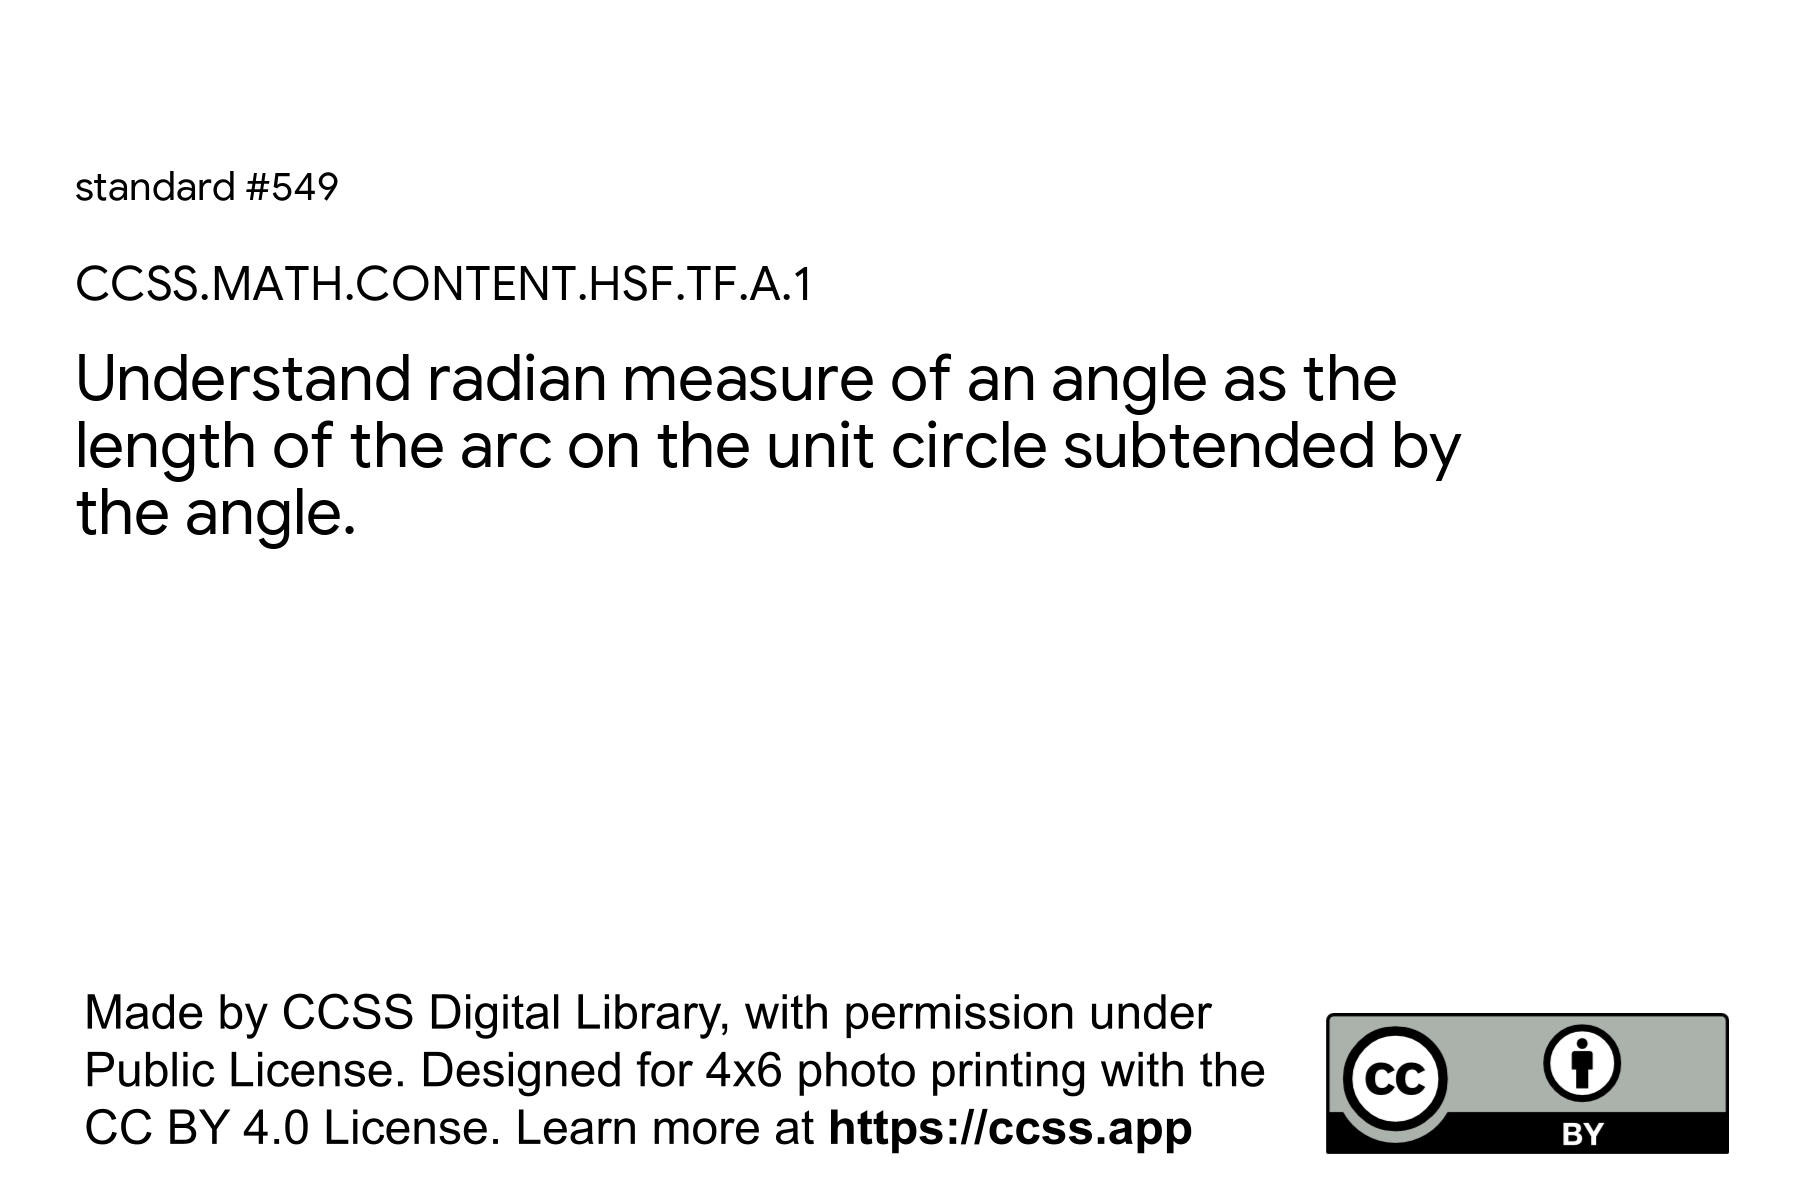 standard #549
CCSS.MATH.CONTENT.HSF.TF.A.1
Understand radian measure of an angle as the
length of the arc on the unit circle subtended by
the angle.
Made by CCSS Digital Library, with permission under
Public License. Designed for 4x6 photo printing with the
CC BY 4.0 License. Learn more at https://ccss.app
CC
BY